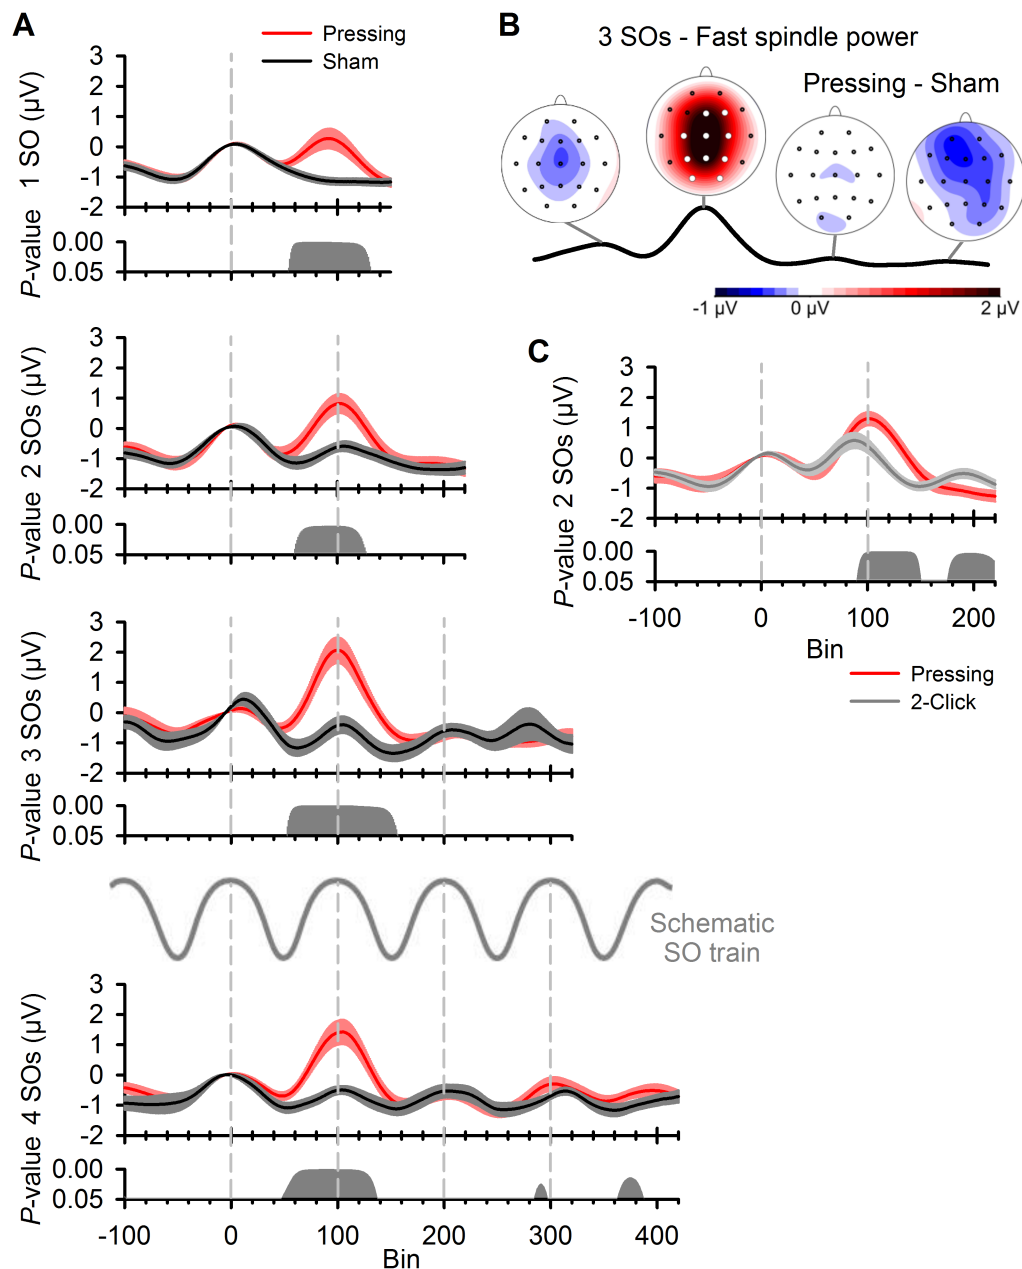 A
Pressing
Sham
3
2
1
0
-1
-2
1 SO (µV)
0.00
0.05
P-value
3
2
1
0
-1
-2
2 SOs (µV)
0.00
0.05
P-value
3
2
1
0
-1
-2
3 SOs (µV)
0.00
0.05
P-value
Schematic
SO train
3
2
1
0
-1
-2
4 SOs (µV)
0.00
0.05
P-value
-100 0 100 200 300 400
Bin
B
3 SOs - Fast spindle power
Pressing - Sham
-1 µV 0 µV 2 µV
C
3
2
1
0
-1
-2
2 SOs (µV)
0.00
0.05
P-value
-100 0 100 200
Bin
Pressing
2-Click